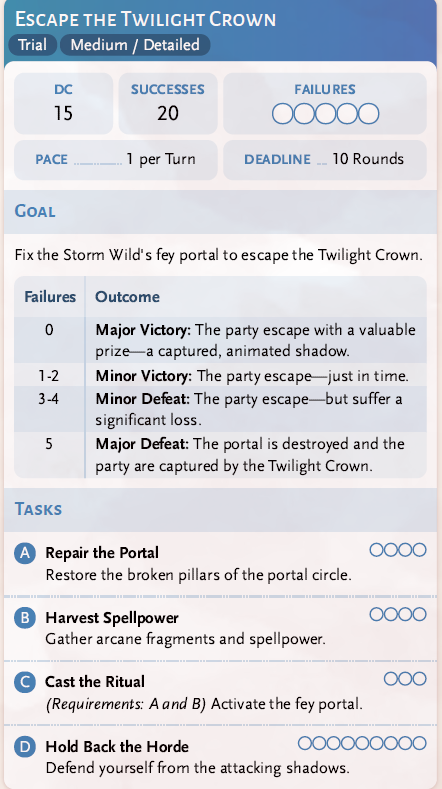 Escape the Twilight Crown
Trial Medium / Detailed
DC SUCCESSES FAILURES
15 20
PACE 1 per Turn DEADLINE 10 Rounds
Goal
Fix the Storm Wild's fey portal to escape the Twilight Crown.
Failures Outcome
0 Major Victory: The party escape with a valuable
prize—a captured, animated shadow.
1-2 Minor Victory: The party escape—just in time.
3-4 Minor Defeat: The party escape—but suffer a
significant loss.
5 Major Defeat: The portal is destroyed and the
party are captured by the Twilight Crown.
Tasks
A Repair the Portal
Restore the broken pillars of the portal circle.
B Harvest Spellpower
Gather arcane fragments and spellpower.
C Cast the Ritual
(Requirements: A and B) Activate the fey portal.
D Hold Back the Horde
Defend yourself from the attacking shadows.